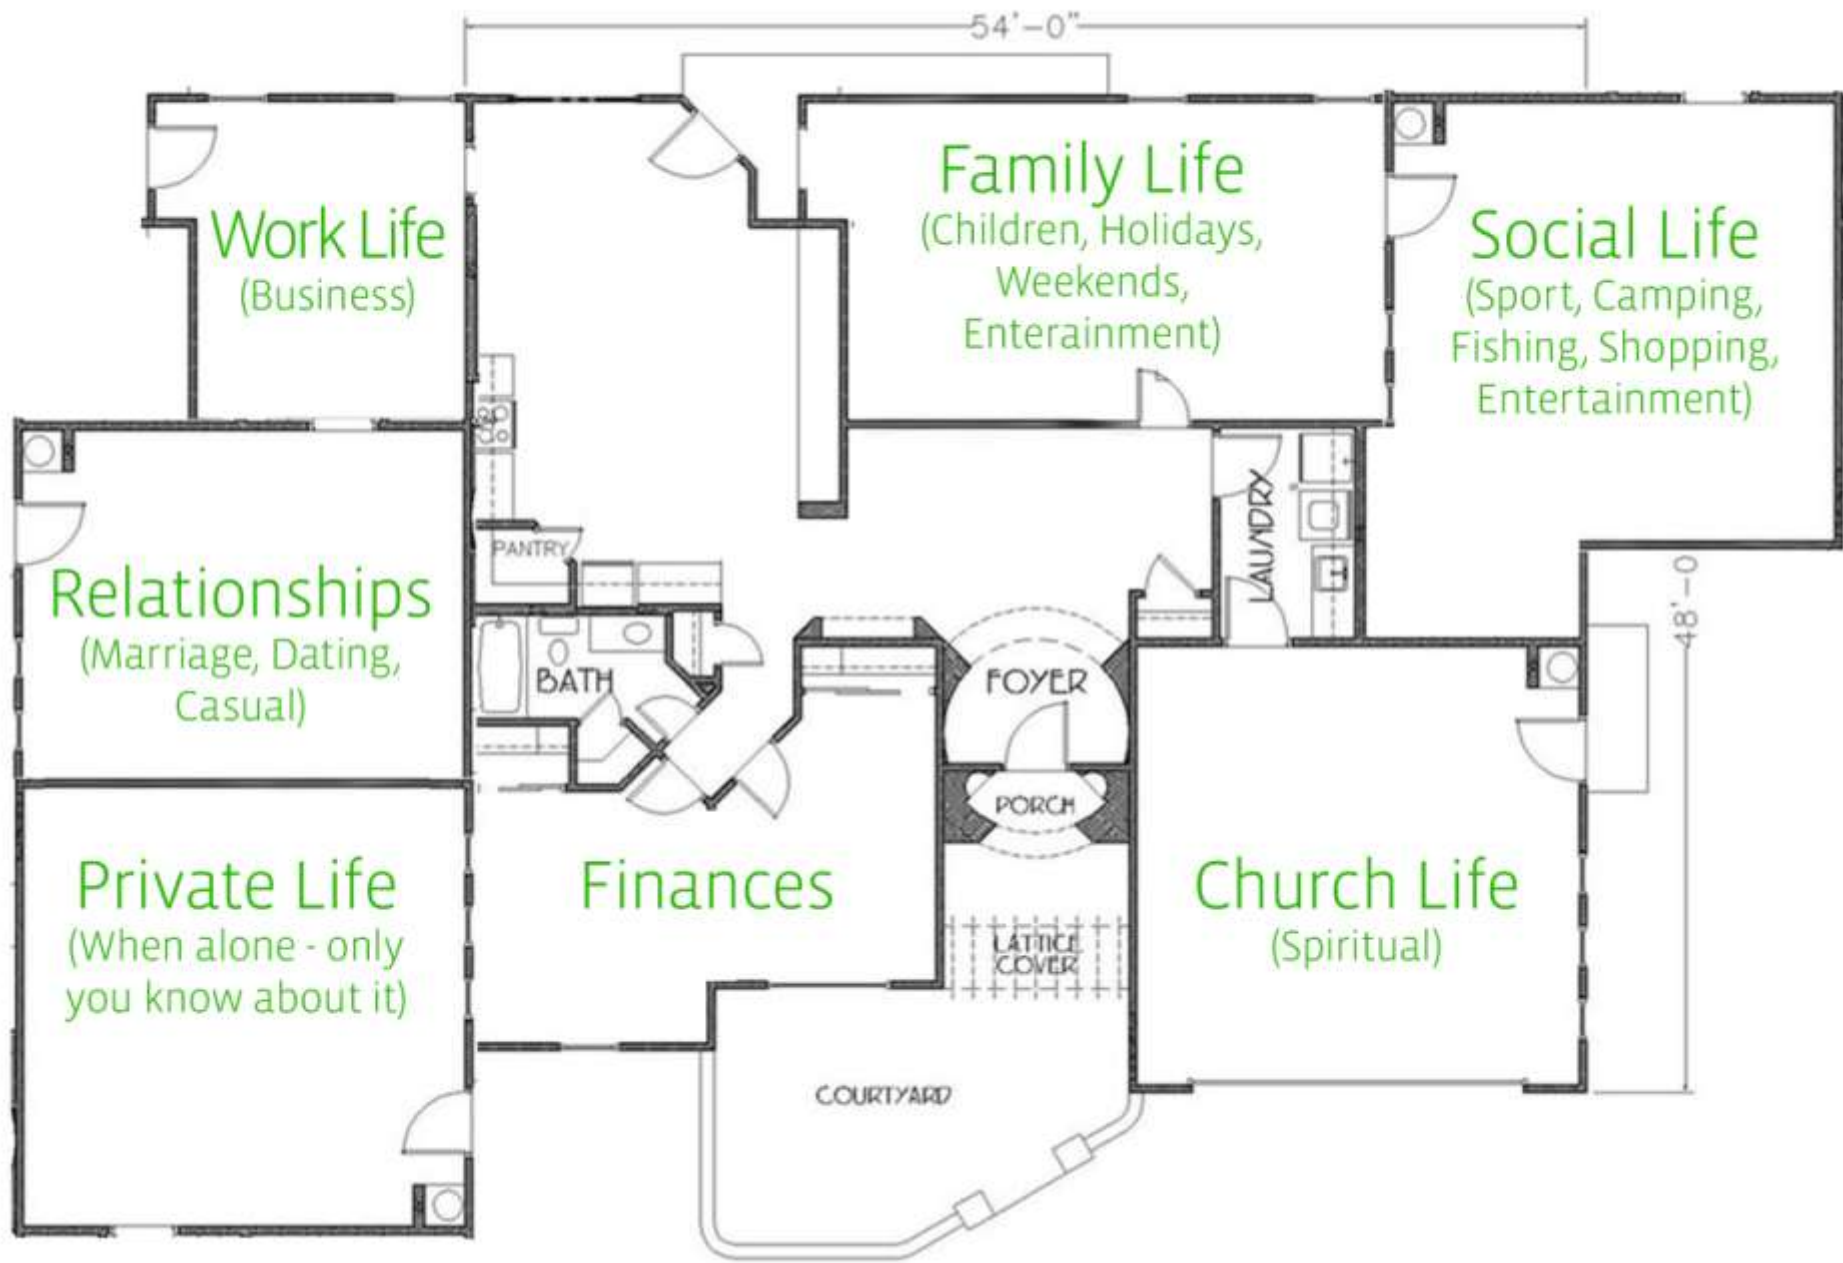 54'-0"
Work Life
(Business)
Family Life
(Children, Holidays,
Weekends,
Enterainment)
Social Life
(Sport, Camping,
Fishing, Shopping,
Entertainment)
PANTRY
LAUNDRY
48'-0
Relationships
(Marriage, Dating,
Casual)
BATH
FOYER
PORCH
Private Life
(When alone - only
you know about it)
Finances
LATTICE
COVER
Church Life
(Spiritual)
COURTYARD